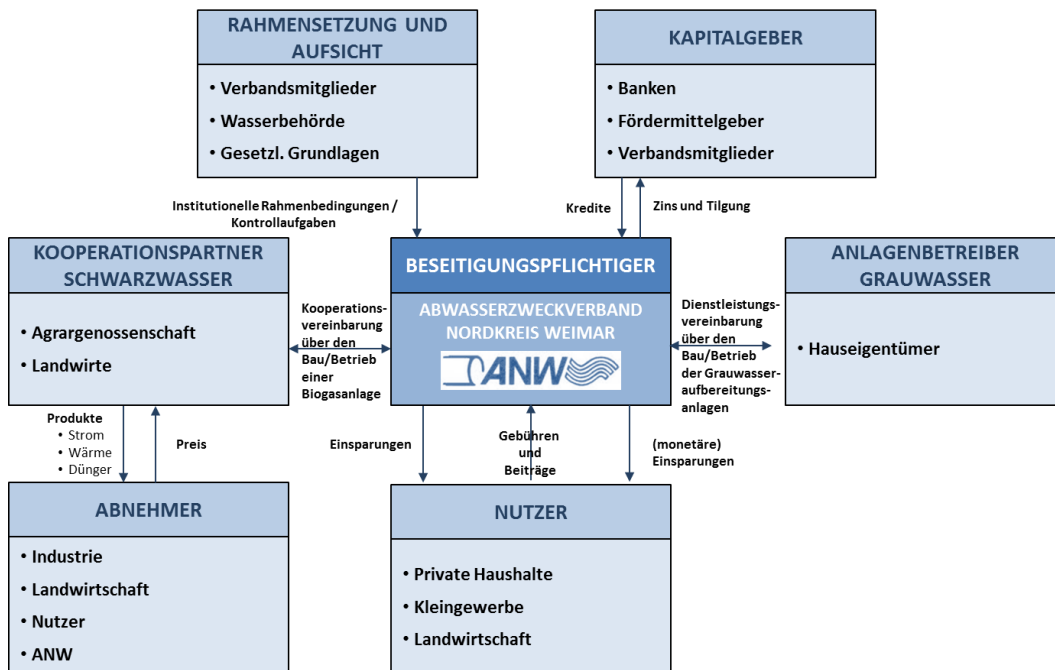 RAHMENSETZUNG UND
AUFSICHT
• Verbandsmitglieder
• Wasserbehörde
• Gesetzl. Grundlagen
KAPITALGEBER
• Banken
• Fördermittelgeber
• Verbandsmitglieder
Institutionelle Rahmenbedingungen /
Kontrollaufgaben
Kredite
Zins und Tilgung
KOOPERATIONSPARTNER
SCHWARZWASSER
• Agrargenossenschaft
• Landwirte
Kooperations-
vereinbarung
über den
Bau/Betrieb
einer
Biogasanlage
BESEITIGUNGSPFLICHTIGER
ABWASSERZWECKVERBAND
NORDKREIS WEIMAR
ANW
Dienstleistungs-
vereinbarung
über den
Bau/Betrieb
der Grauwasser-
aufbereitungs-
anlagen
ANLAGENBETREIBER
GRAUWASSER
• Hauseigentümer
Produkte
• Strom
• Wärme
• Dünger
Preis
Einsparungen
Gebühren
und
Beiträge
(monetäre)
Einsparungen
ABNEHMER
• Industrie
• Landwirtschaft
• Nutzer
• ANW
NUTZER
• Private Haushalte
• Kleingewerbe
• Landwirtschaft